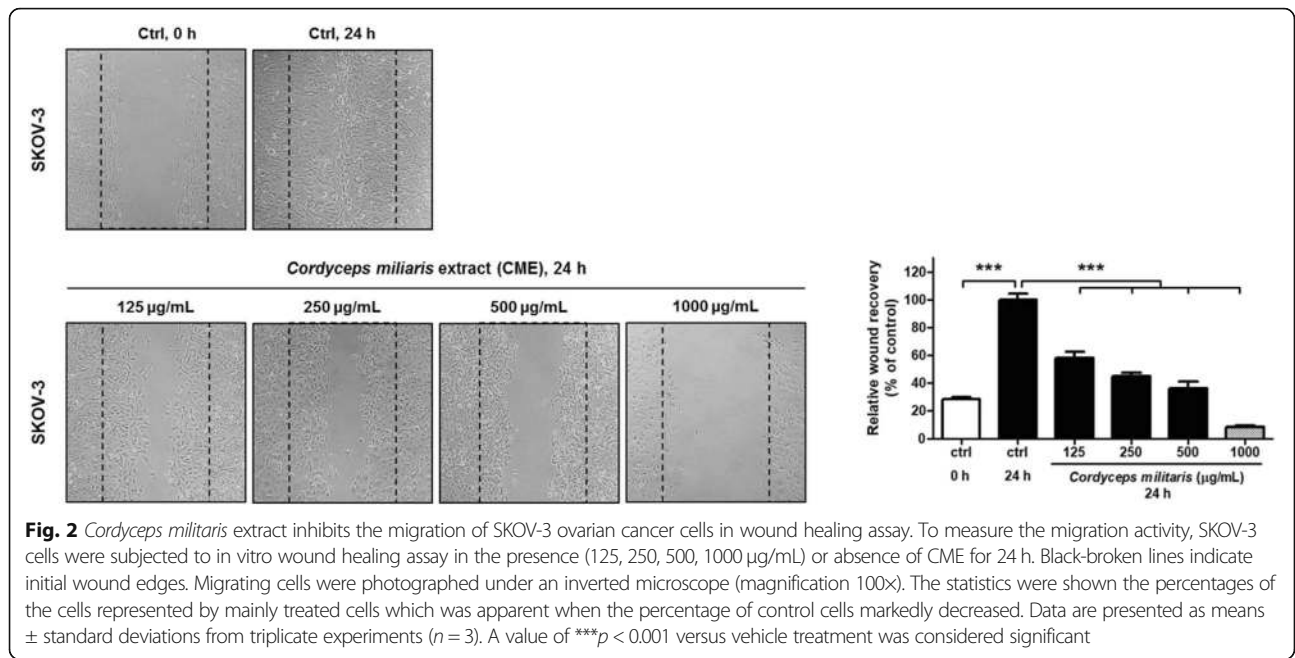 Ctrl, 0 h
Ctrl, 24 h
SKOV-3
Cordyceps miliaris extract (CME), 24 h
125 µg/mL
250 µg/mL
500 µg/mL
1000 µg/mL
SKOV-3
Relative wound recovery
(% of control)
120
100
80
60
40
20
0
***
***
ctrl
ctrl
125
250
500
1000
0 h
24 h
Cordyceps militaris (µg/mL)
24 h
Fig. 2 Cordyceps militaris extract inhibits the migration of SKOV-3 ovarian cancer cells in wound healing assay. To measure the migration activity, SKOV-3
cells were subjected to in vitro wound healing assay in the presence (125, 250, 500, 1000 µg/mL) or absence of CME for 24 h. Black-broken lines indicate
initial wound edges. Migrating cells were photographed under an inverted microscope (magnification 100×). The statistics were shown the percentages of
the cells represented by mainly treated cells which was apparent when the percentage of control cells markedly decreased. Data are presented as means
± standard deviations from triplicate experiments (n = 3). A value of ***p < 0.001 versus vehicle treatment was considered significant